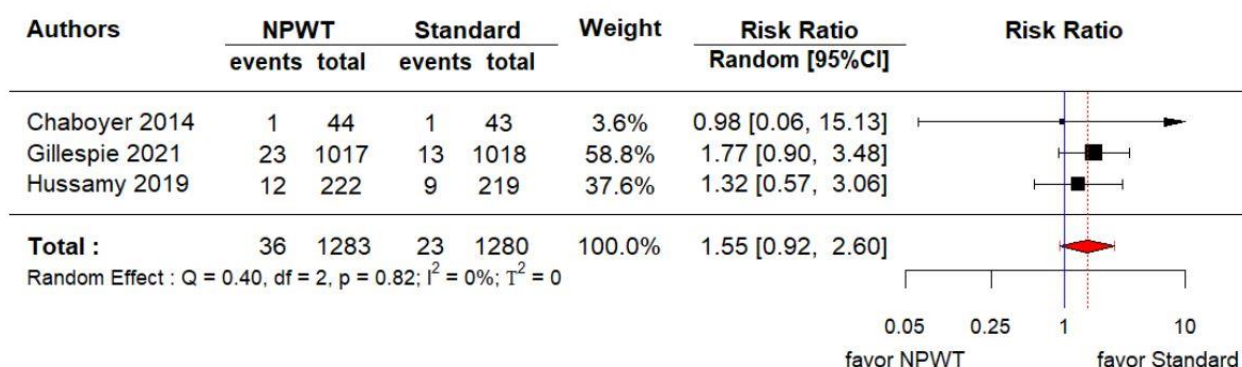 Authors NPWT Standard Weight Risk Ratio Risk Ratio
events total events total Random [95%CI]
Chaboyer 2014 1 44 1 43 3.6% 0.98 [0.06, 15.13]
Gillespie 2021 23 1017 13 1018 58.8% 1.77 [0.90, 3.48]
Hussamy 2019 12 222 9 219 37.6% 1.32 [0.57, 3.06]
Total : 36 1283 23 1280 100.0% 1.55 [0.92, 2.60]
Random Effect : Q = 0.40, df = 2, p = 0.82; I² = 0%; T² = 0
0.05 0.25 1 10
favor NPWT favor Standard